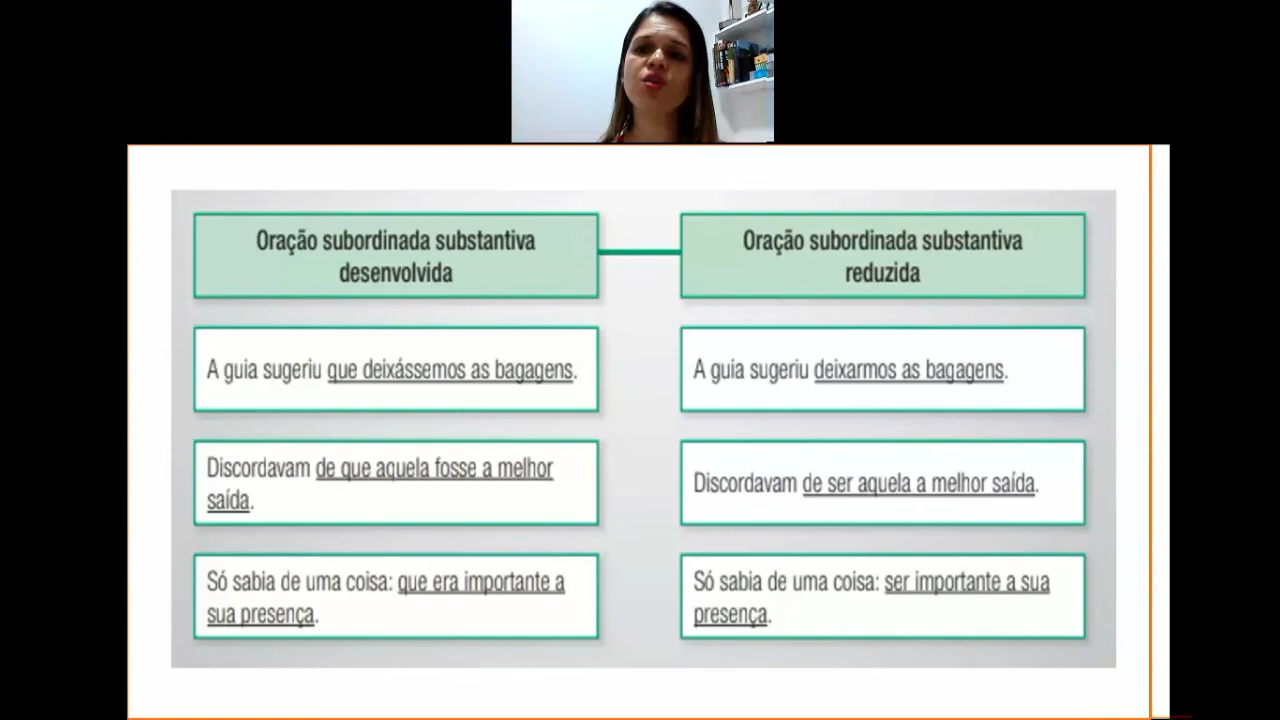 Oração subordinada substantiva
desenvolvida
Oração subordinada substantiva
reduzida
A guia sugeriu que deixássemos as bagagens.
A guia sugeriu deixarmos as bagagens.
Discordavam de que aquela fosse a melhor
saída.
Discordavam de ser aquela a melhor saída.
Só sabia de uma coisa: que era importante a
sua presença.
Só sabia de uma coisa: ser importante a sua
presença.